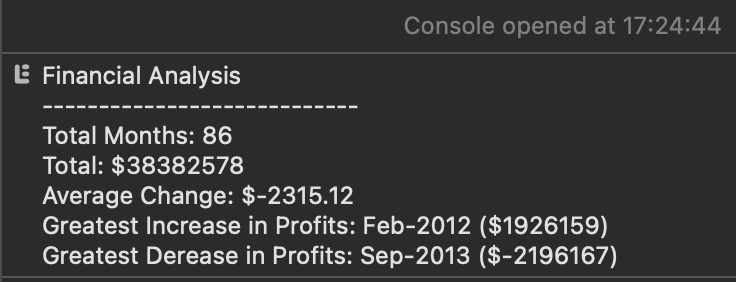 Console opened at 17:24:44
Financial Analysis
----------------------------
Total Months: 86
Total: $38382578
Average Change: $-2315.12
Greatest Increase in Profits: Feb-2012 ($1926159)
Greatest Derease in Profits: Sep-2013 ($-2196167)